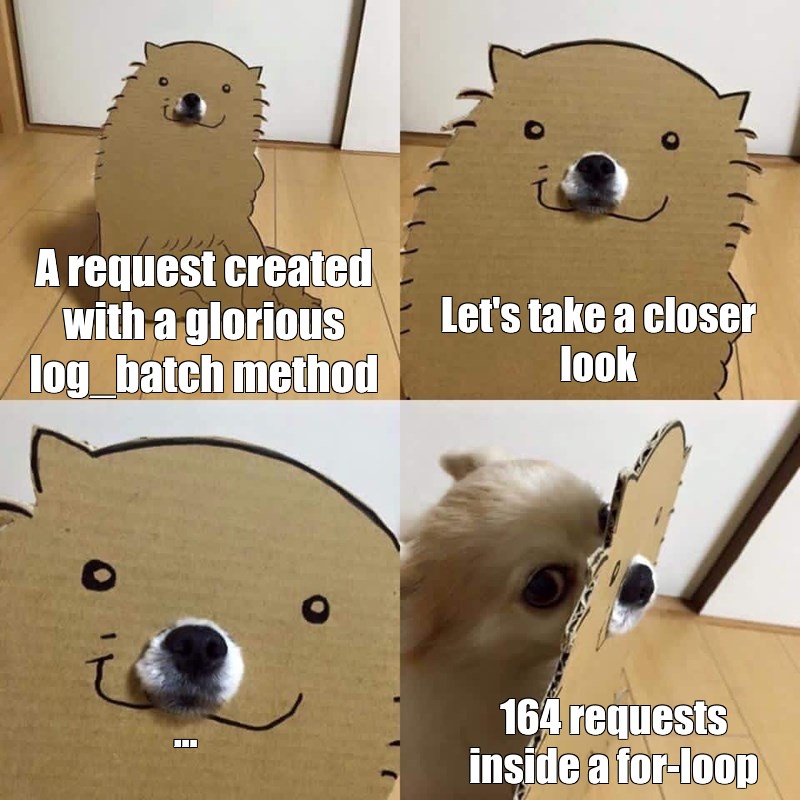 A request created
with a glorious
log_batch method
Let's take a closer
look
...
164 requests
inside a for-loop